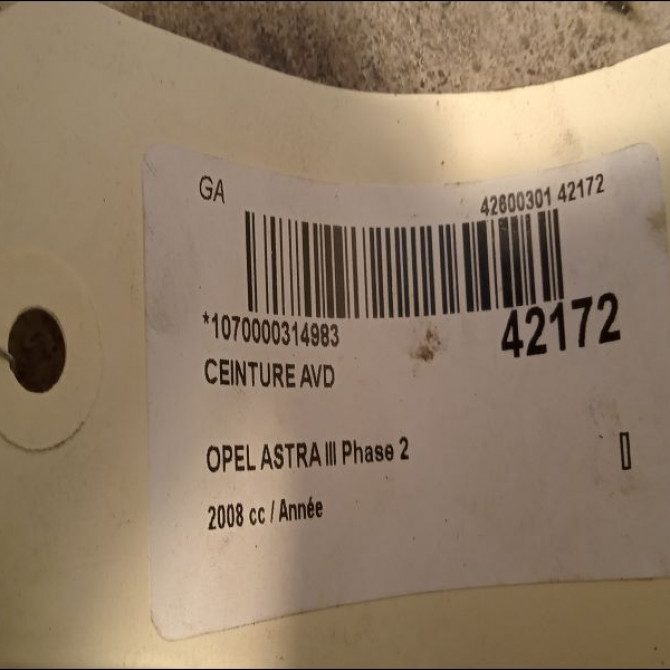 GA
42600301 42172
*1070000314983
42172
CEINTURE AVD
OPEL ASTRA III Phase 2
2008 cc / Année